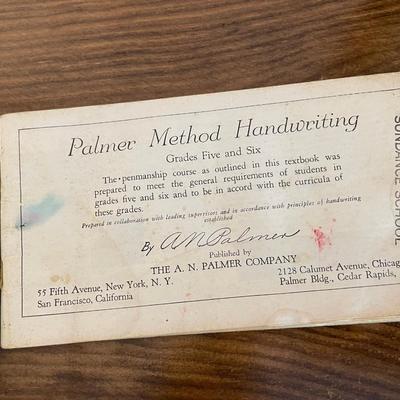 Palmer Method Handwriting
Grades Five and Six
The penmanship course as outlined in this textbook was
prepared to meet the general requirements of students in
grades five and six and to be in accord with the curricula of
these grades.
Prepared in collaboration with leading supervisors and in accordance with principles of handwriting
established
By A N Palmer
Published by
THE A. N. PALMER COMPANY
55 Fifth Avenue, New York, N. Y.
San Francisco, California
2128 Calumet Avenue, Chicag
Palmer Bldg., Cedar Rapids,
SUNDANCE SCHOOL